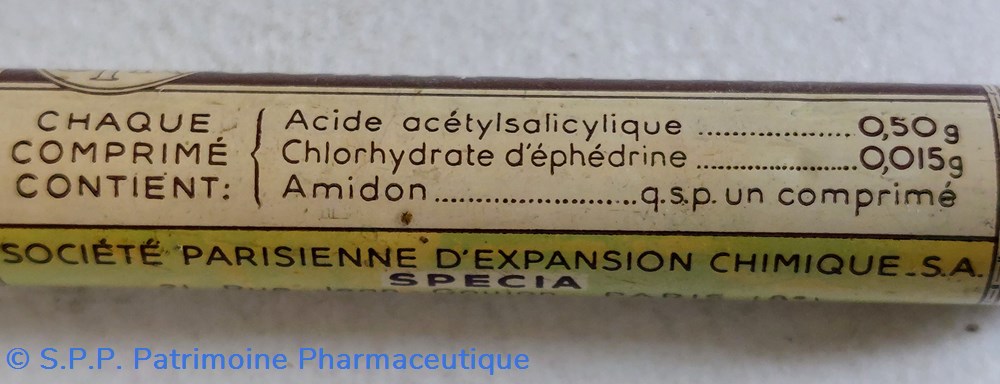 CHAQUE
COMPRIMÉ
CONTIENT:
Acide acétylsalicylique ..................0,50g
Chlorhydrate d'éphédrine ...................0,015g
Amidon........................q.s.p. un comprimé
SOCIÉTÉ PARISIENNE D'EXPANSION CHIMIQUE_S.A.
SPECIA
© S.P.P. Patrimoine Pharmaceutique